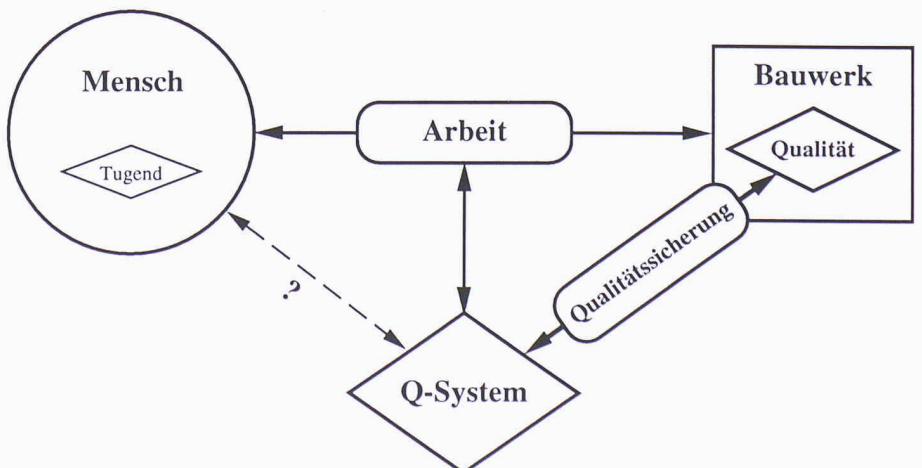 Mensch
Tugend
Arbeit
Bauwerk
Qualität
Qualitätssicherung
?
Q-System